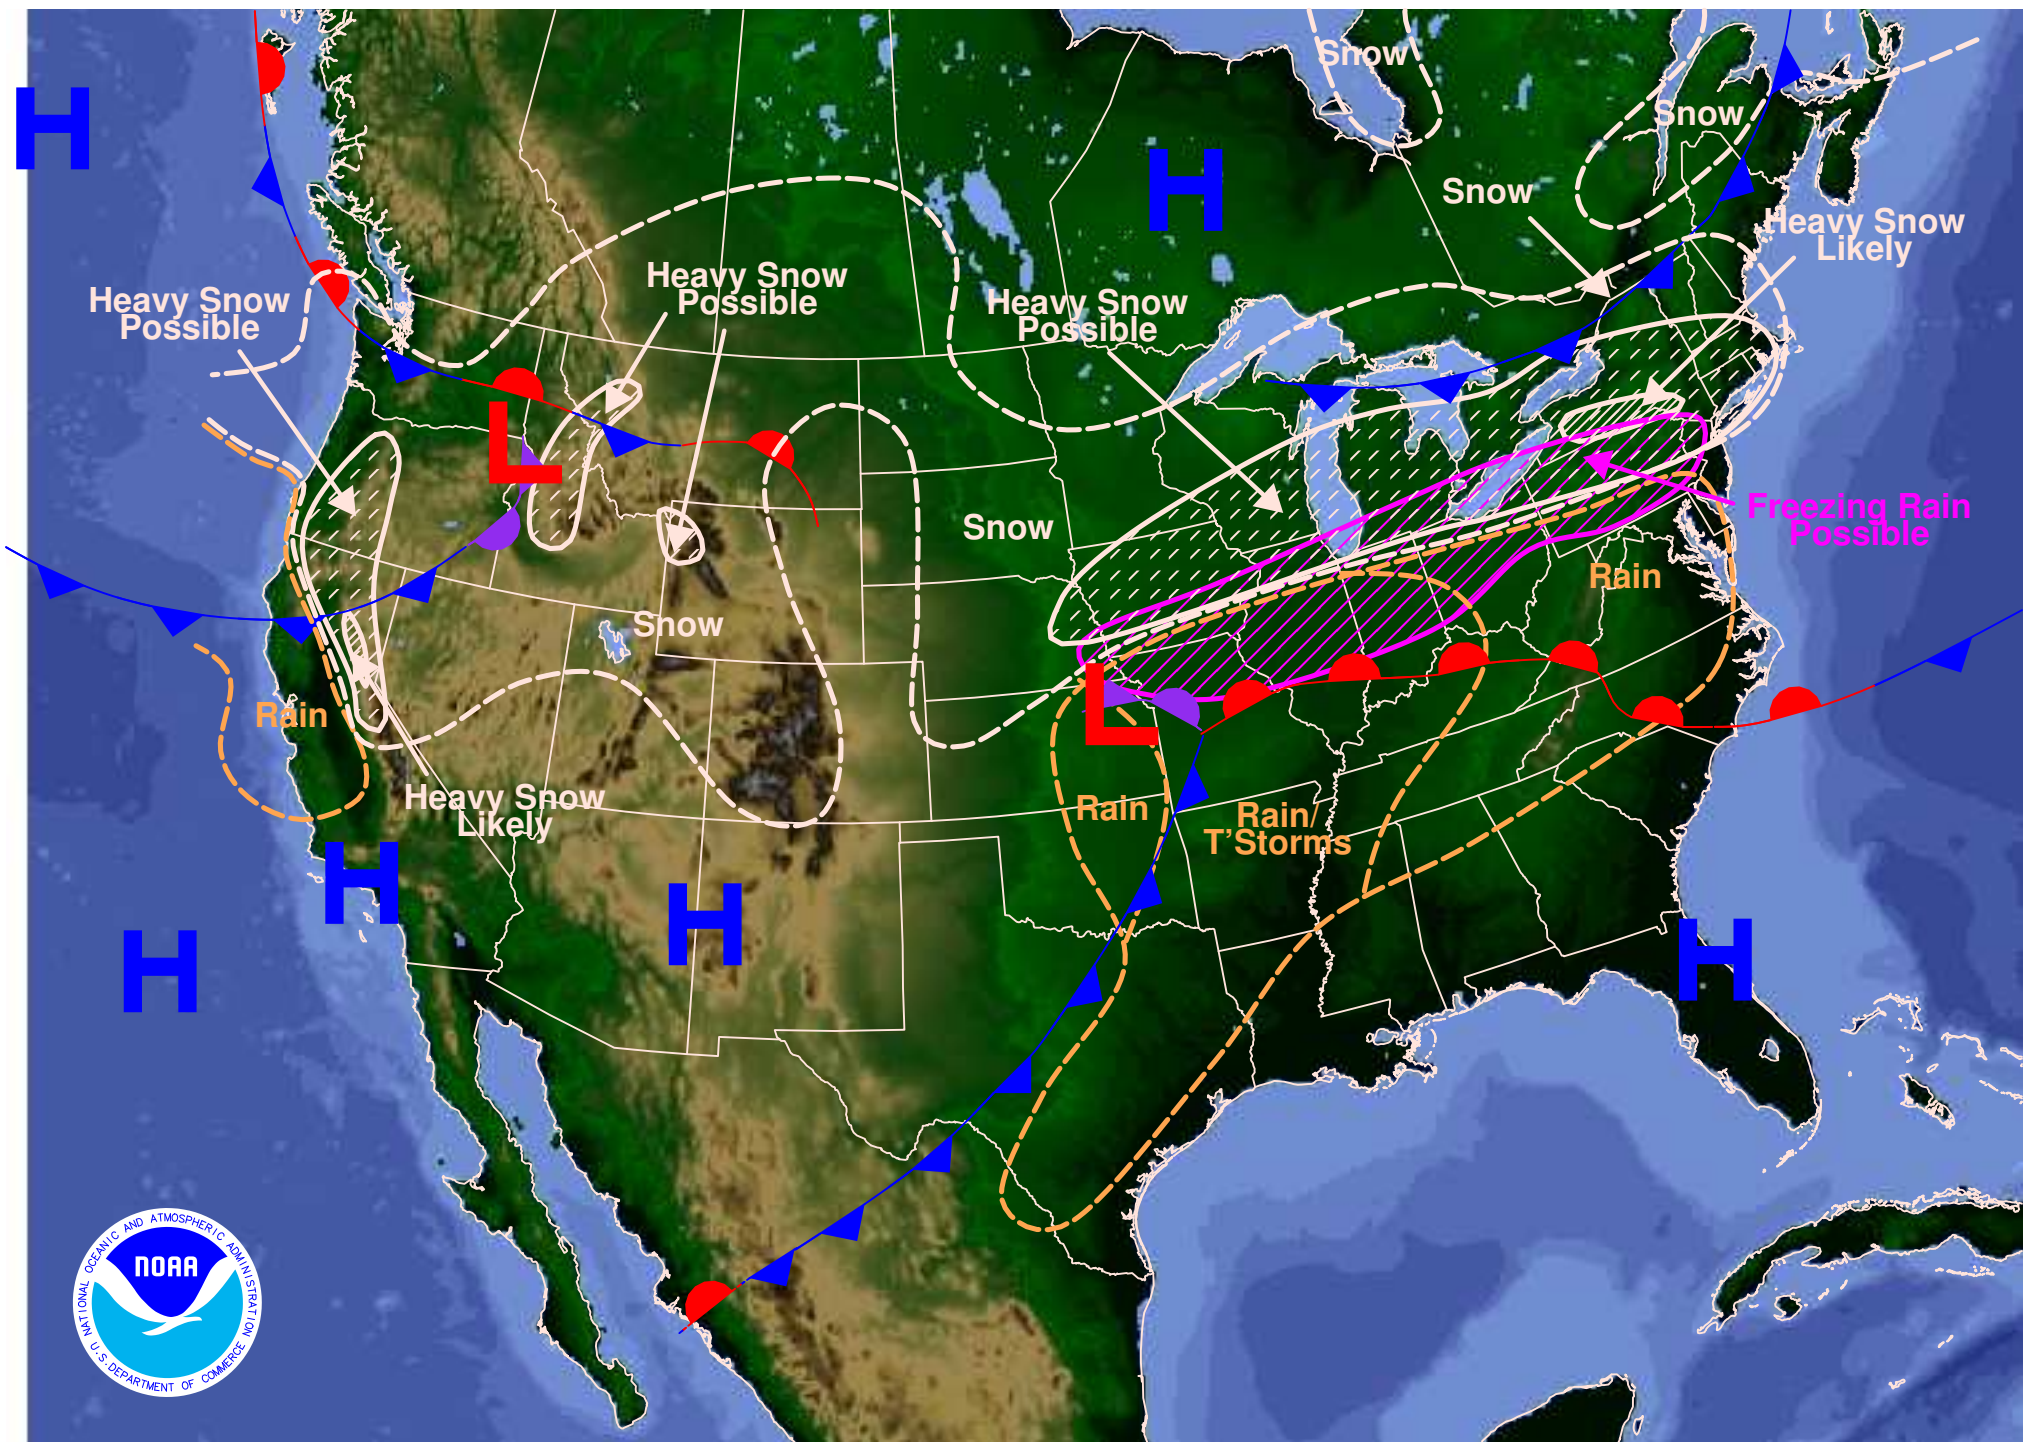 Snow
Snow
H
H
Snow
Heavy Snow
Likely
Heavy Snow
Possible
Heavy Snow
Possible
Heavy Snow
Possible
L
Snow
Freezing Rain
Possible
Rain
Snow
Rain
L
Heavy Snow
Likely
Rain
Rain/
T'Storms
H
H
H
H
NATIONAL OCEANIC AND ATMOSPHERIC ADMINISTRATION
NOAA
U.S. DEPARTMENT OF COMMERCE